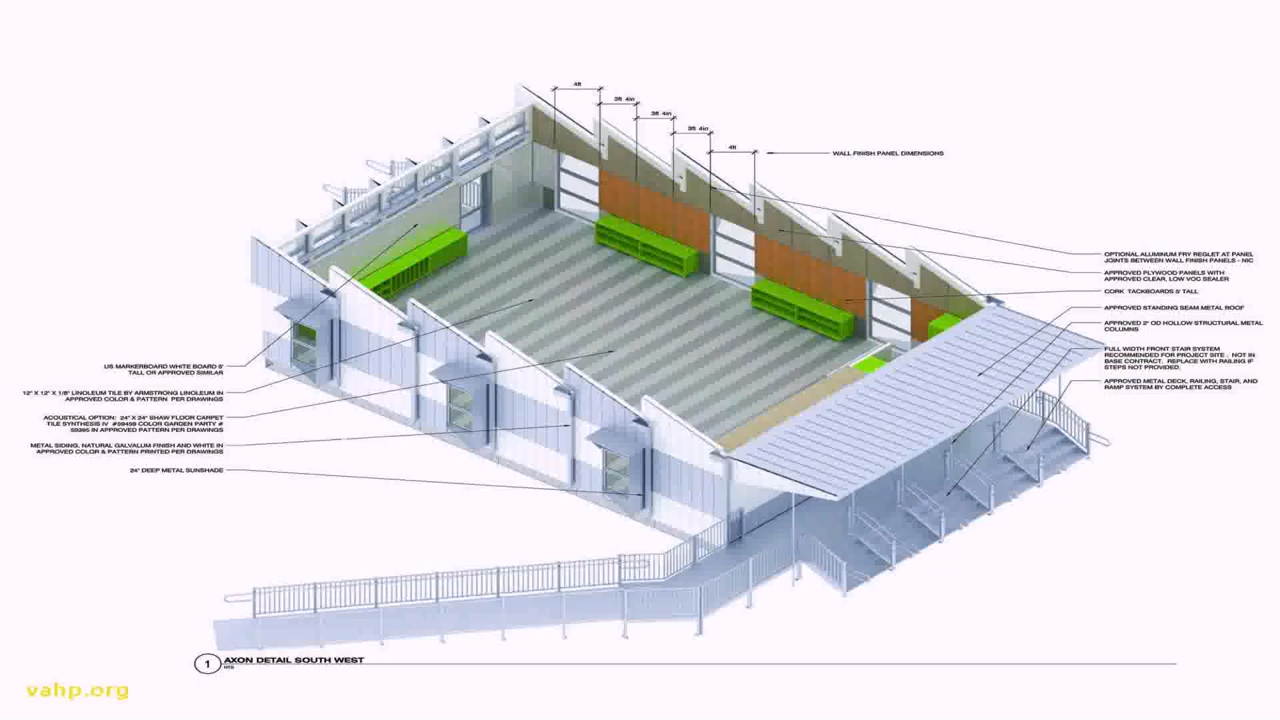 4ft
3ft 4in
3ft 4in
3ft 4in
4ft
WALL FINISH PANEL DIMENSIONS
OPTIONAL ALUMINUM FRY REGLET AT PANEL
JOINTS BETWEEN WALL FINISH PANELS - NIC
APPROVED PLYWOOD PANELS WITH
APPROVED CLEAR, LOW VOC SEALER
CORK TACKBOARDS 5' TALL
APPROVED STANDING SEAM METAL ROOF
APPROVED 2" OD HOLLOW STRUCTURAL METAL
COLUMNS
FULL WIDTH FRONT STAIR SYSTEM
RECOMMENDED FOR PROJECT SITE . NOT IN
BASE CONTRACT. REPLACE WITH RAILING IF
STEPS NOT PROVIDED.
APPROVED METAL DECK, RAILING, STAIR, AND
RAMP SYSTEM BY COMPLETE ACCESS
US MARKERBOARD WHITE BOARD 5'
TALL OR APPROVED SIMILAR
12" X 12" X 1/8" LINOLEUM TILE BY ARMSTRONG LINOLEUM IN
APPROVED COLOR & PATTERN PER DRAWINGS
ACOUSTICAL OPTION: 24" X 24" SHAW FLOOR CARPET
TILE SYNTHESIS IV #59459 COLOR GARDEN PARTY #
59395 IN APPROVED PATTERN PER DRAWINGS
METAL SIDING, NATURAL GALVALUM FINISH AND WHITE IN
APPROVED COLOR & PATTERN PRINTED PER DRAWINGS
24" DEEP METAL SUNSHADE
1 AXON DETAIL SOUTH WEST
NTS
vahp.org